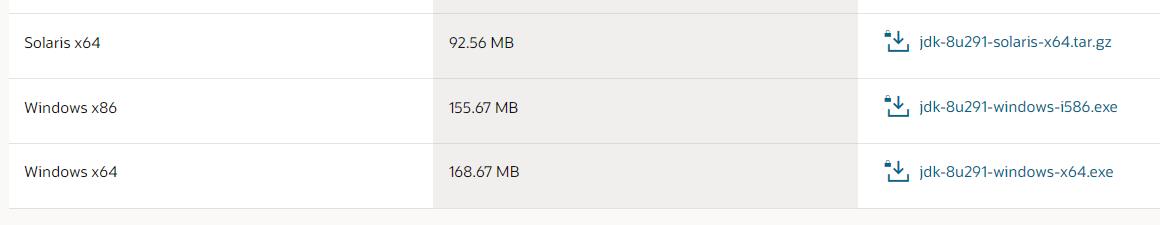 Solaris x64 92.56 MB jdk-8u291-solaris-x64.tar.gz
Windows x86 155.67 MB jdk-8u291-windows-i586.exe
Windows x64 168.67 MB jdk-8u291-windows-x64.exe